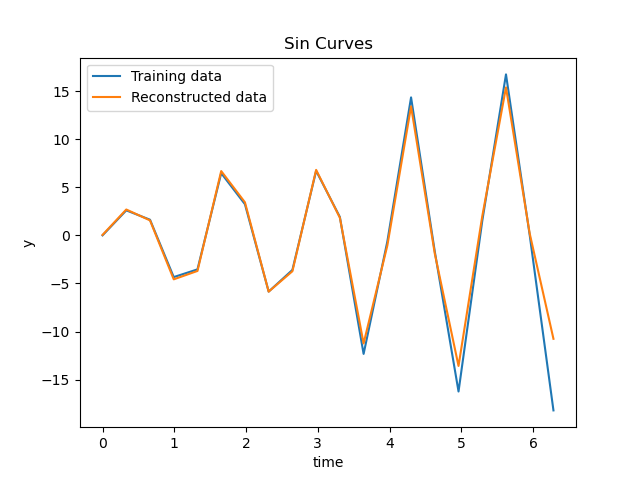 Sin Curves
Training data
Reconstructed data
15
10
5
0
−5
−10
−15
y
0 1 2 3 4 5 6
time